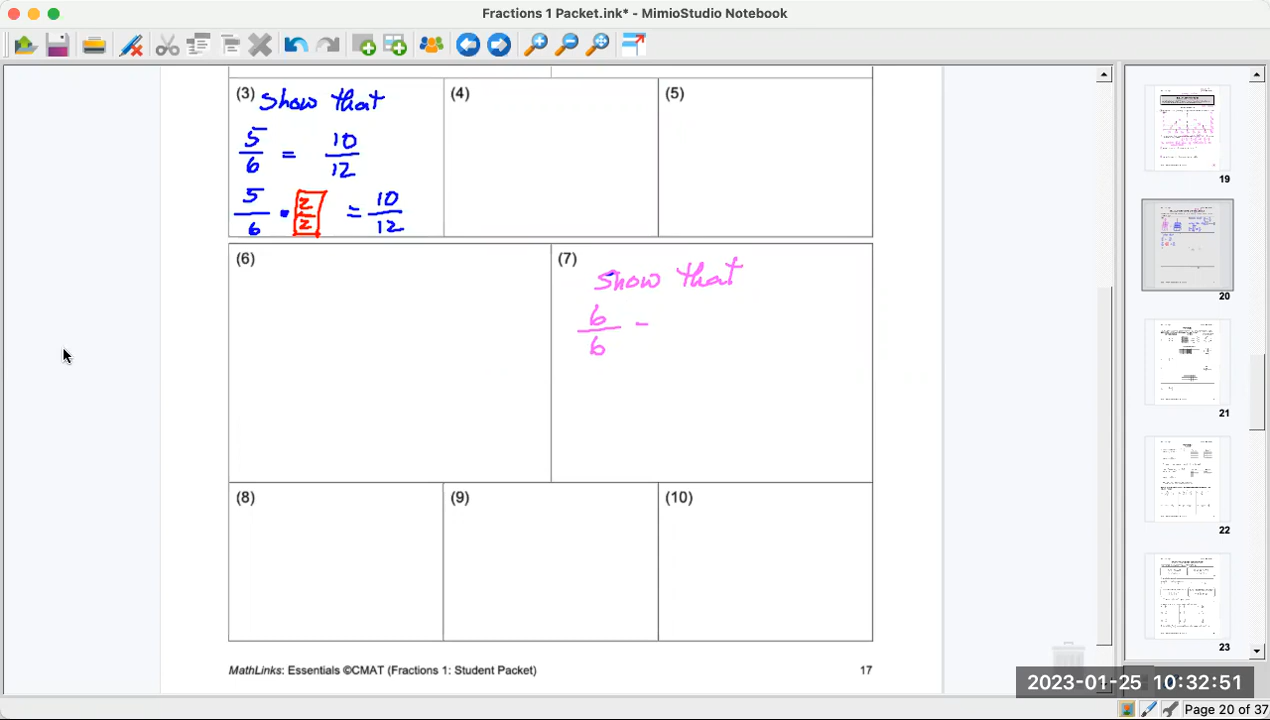 Fractions 1 Packet.ink* - MimioStudio Notebook
(3) Show that
5/6 = 10/12
5/6 · 2/2 = 10/12
(4)
(5)
(6)
(7)
Show that
6/6 =
(8)
(9)
(10)
MathLinks: Essentials ©CMAT (Fractions 1: Student Packet)
17
19
20
21
22
23
2023-01-25 10:32:51
Page 20 of 37